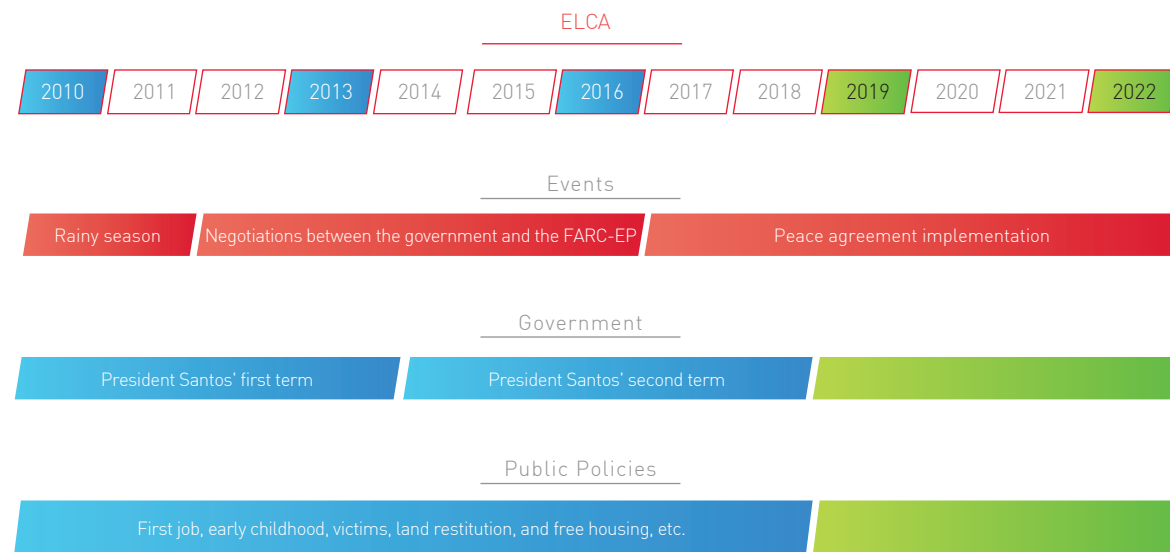 ELCA
2010 2011 2012 2013 2014 2015 2016 2017 2018 2019 2020 2021 2022
Events
Rainy season Negotiations between the government and the FARC-EP Peace agreement implementation
Government
President Santos' first term President Santos' second term
Public Policies
First job, early childhood, victims, land restitution, and free housing, etc.